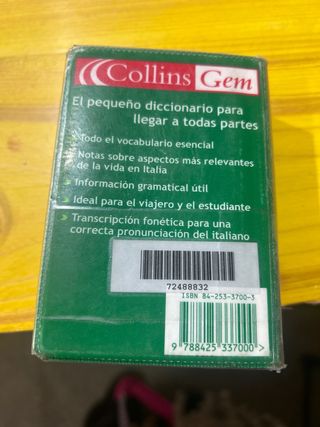 Collins Gem
El pequeño diccionario para
llegar a todas partes
Todo el vocabulario esencial
Notas sobre aspectos más relevantes
de la vida en Italia
Información gramatical útil
Ideal para el viajero y el estudiante
Transcripción fonética para una
correcta pronunciación del italiano
72488832
ISBN 84-253-3700-3
9 788425 337000 >